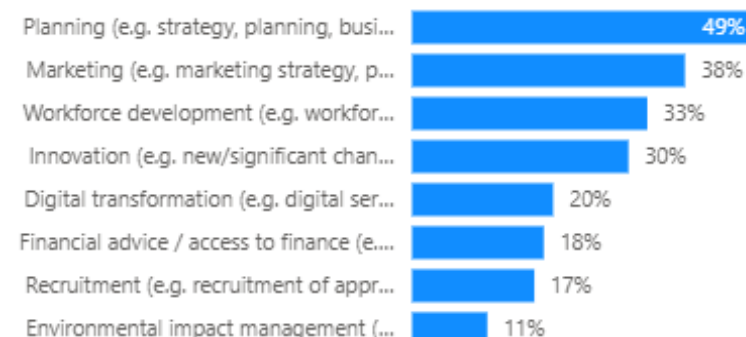 Planning (e.g. strategy, planning, busi... 49%
Marketing (e.g. marketing strategy, p... 38%
Workforce development (e.g. workfor... 33%
Innovation (e.g. new/significant chan... 30%
Digital transformation (e.g. digital ser... 20%
Financial advice / access to finance (e.... 18%
Recruitment (e.g. recruitment of appr... 17%
Environmental impact management (... 11%